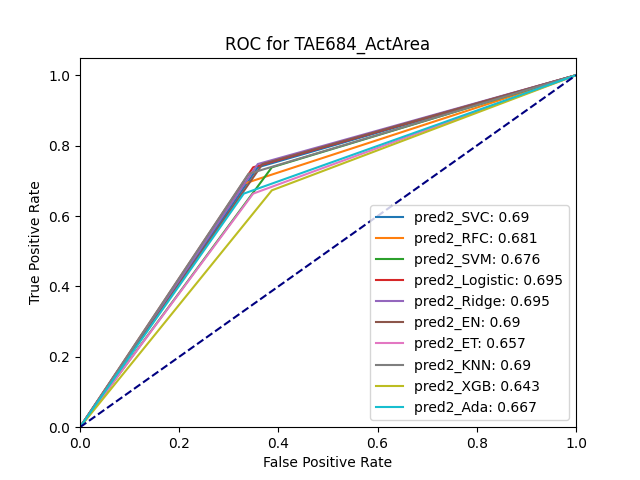 ROC for TAE684_ActArea
True Positive Rate
1.0
0.8
0.6
0.4
0.2
0.0
pred2_SVC: 0.69
pred2_RFC: 0.681
pred2_SVM: 0.676
pred2_Logistic: 0.695
pred2_Ridge: 0.695
pred2_EN: 0.69
pred2_ET: 0.657
pred2_KNN: 0.69
pred2_XGB: 0.643
pred2_Ada: 0.667
0.0 0.2 0.4 0.6 0.8 1.0
False Positive Rate